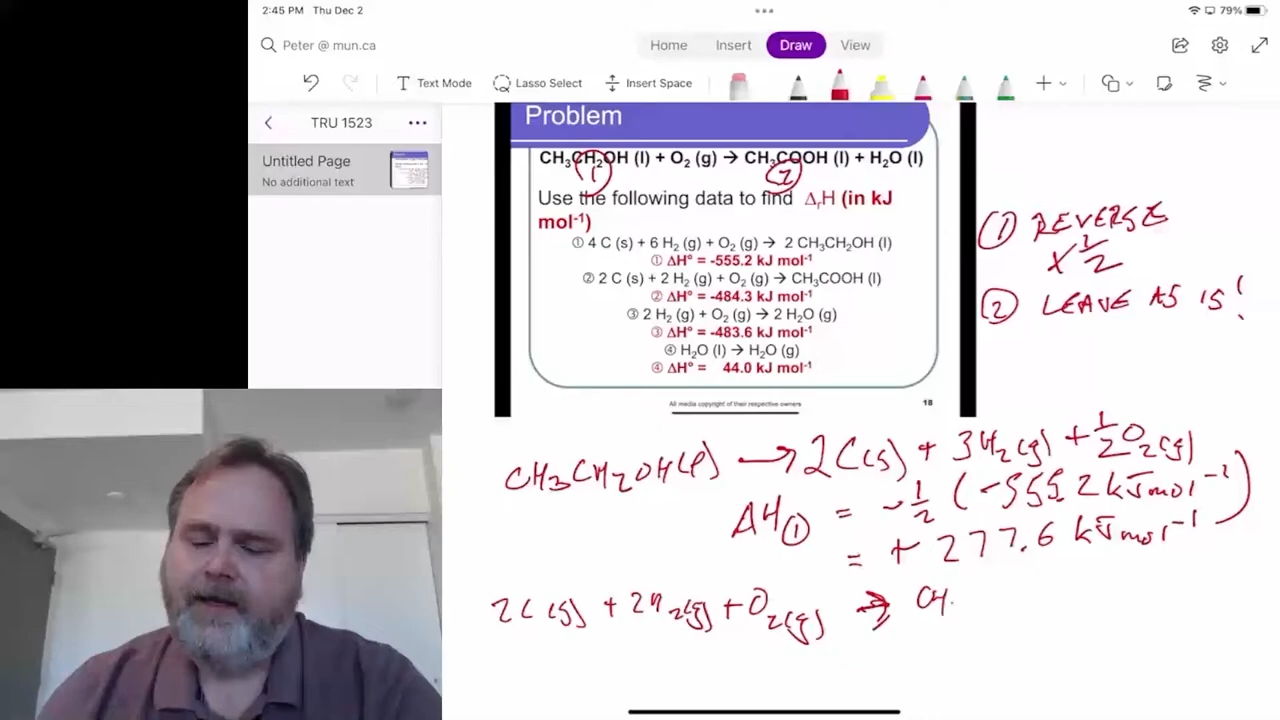 2:45 PM Thu Dec 2
79%
Peter @ mun.ca
Home Insert Draw View
Text Mode Lasso Select Insert Space
TRU 1523
Untitled Page
No additional text
Problem
CH₃CH₂OH (l) + O₂ (g) → CH₃COOH (l) + H₂O (l)
① ②
Use the following data to find ΔᵣH (in kJ
mol⁻¹)
① 4 C (s) + 6 H₂ (g) + O₂ (g) → 2 CH₃CH₂OH (l)
① ΔH° = -555.2 kJ mol⁻¹
② 2 C (s) + 2 H₂ (g) + O₂ (g) → CH₃COOH (l)
② ΔH° = -484.3 kJ mol⁻¹
③ 2 H₂ (g) + O₂ (g) → 2 H₂O (g)
③ ΔH° = -483.6 kJ mol⁻¹
④ H₂O (l) → H₂O (g)
④ ΔH° = 44.0 kJ mol⁻¹
All media copyright of their respective owners
18
① REVERSE
× 1/2
② LEAVE AS IS!
CH₃CH₂OH(l) → 2C(s) + 3H₂(g) + 1/2 O₂(g)
ΔH① = -1/2 (-555.2 kJ mol⁻¹)
= + 277.6 kJ mol⁻¹
2C(s) + 2H₂(g) + O₂(g) → CH